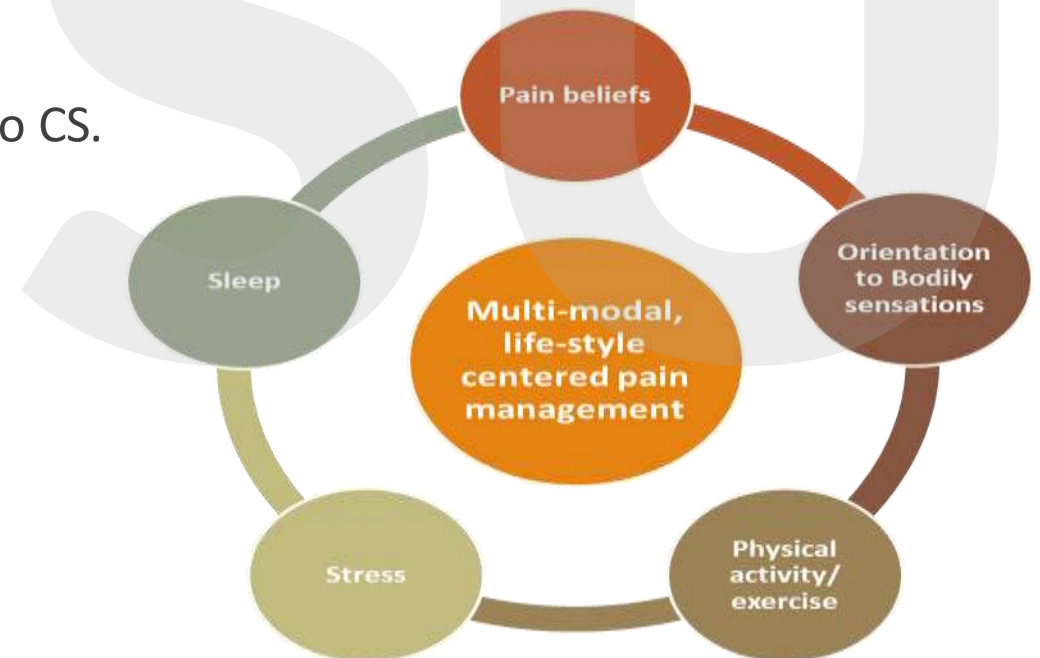 o CS.
Pain beliefs
Orientation
to Bodily
sensations
Physical
activity/
exercise
Stress
Sleep
Multi-modal,
life-style
centered pain
management